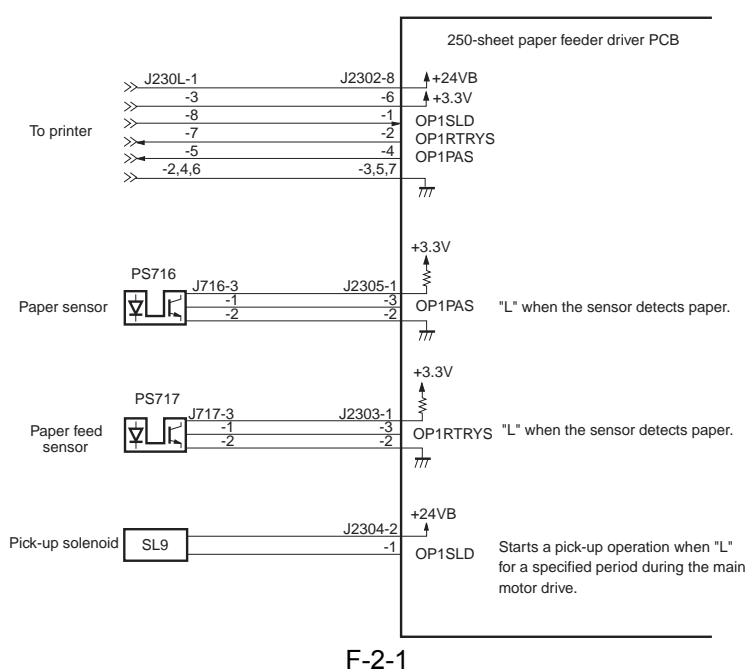 250-sheet paper feeder driver PCB
J230L-1 J2302-8 +24VB
-3 -6 +3.3V
-8 -1 OP1SLD
To printer
-7 -2 OP1RTRYS
-5 -4 OP1PAS
-2,4,6 -3,5,7
+3.3V
PS716
J716-3 J2305-1
Paper sensor -1 -3 OP1PAS "L" when the sensor detects paper.
-2 -2
+3.3V
PS717
J717-3 J2303-1
Paper feed sensor -1 -3 OP1RTRYS "L" when the sensor detects paper.
-2 -2
+24VB
J2304-2
Pick-up solenoid SL9
-1 OP1SLD
Starts a pick-up operation when "L"
for a specified period during the main
motor drive.
F-2-1